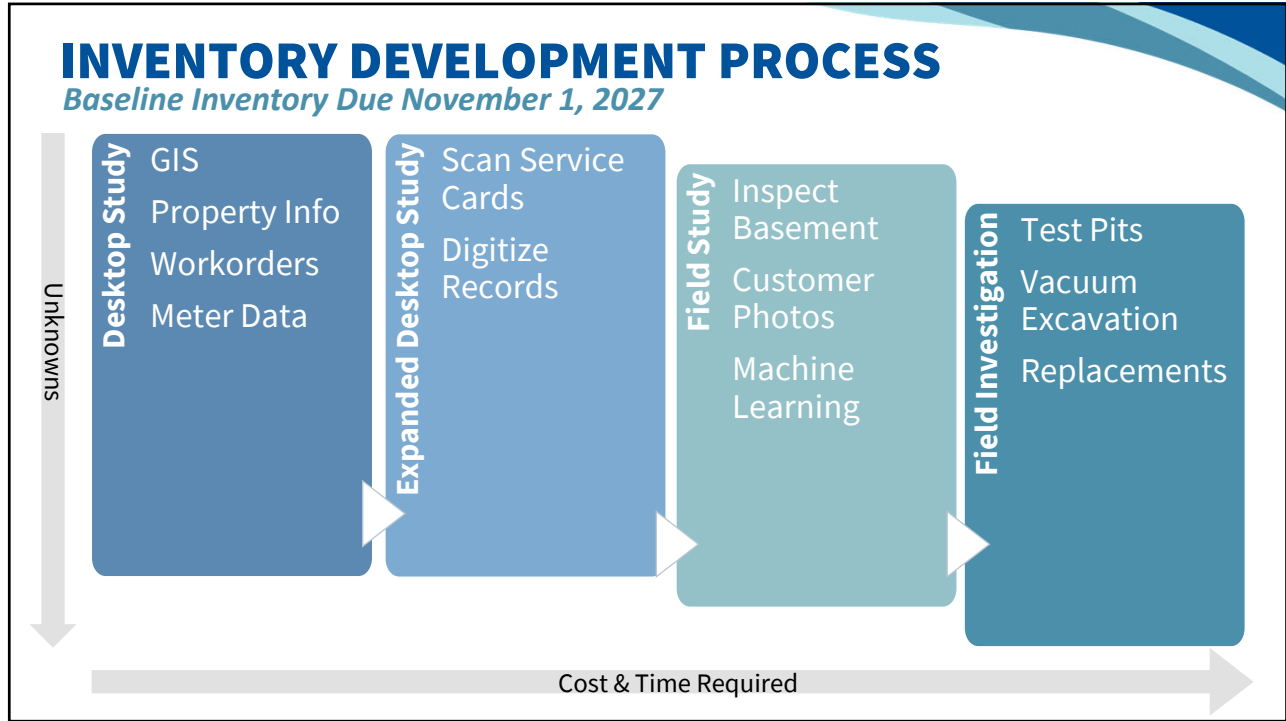 INVENTORY DEVELOPMENT PROCESS
Baseline Inventory Due November 1, 2027
Unknowns
Desktop Study
GIS
Property Info
Workorders
Meter Data
Expanded Desktop Study
Scan Service
Cards
Digitize
Records
Field Study
Inspect
Basement
Customer
Photos
Machine
Learning
Field Investigation
Test Pits
Vacuum
Excavation
Replacements
Cost & Time Required